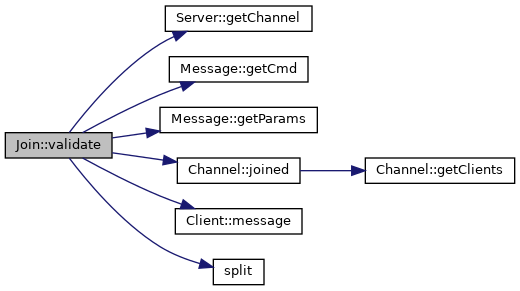 Server::getChannel
Message::getCmd
Join::validate
Message::getParams
Channel::joined
Channel::getClients
Client::message
split